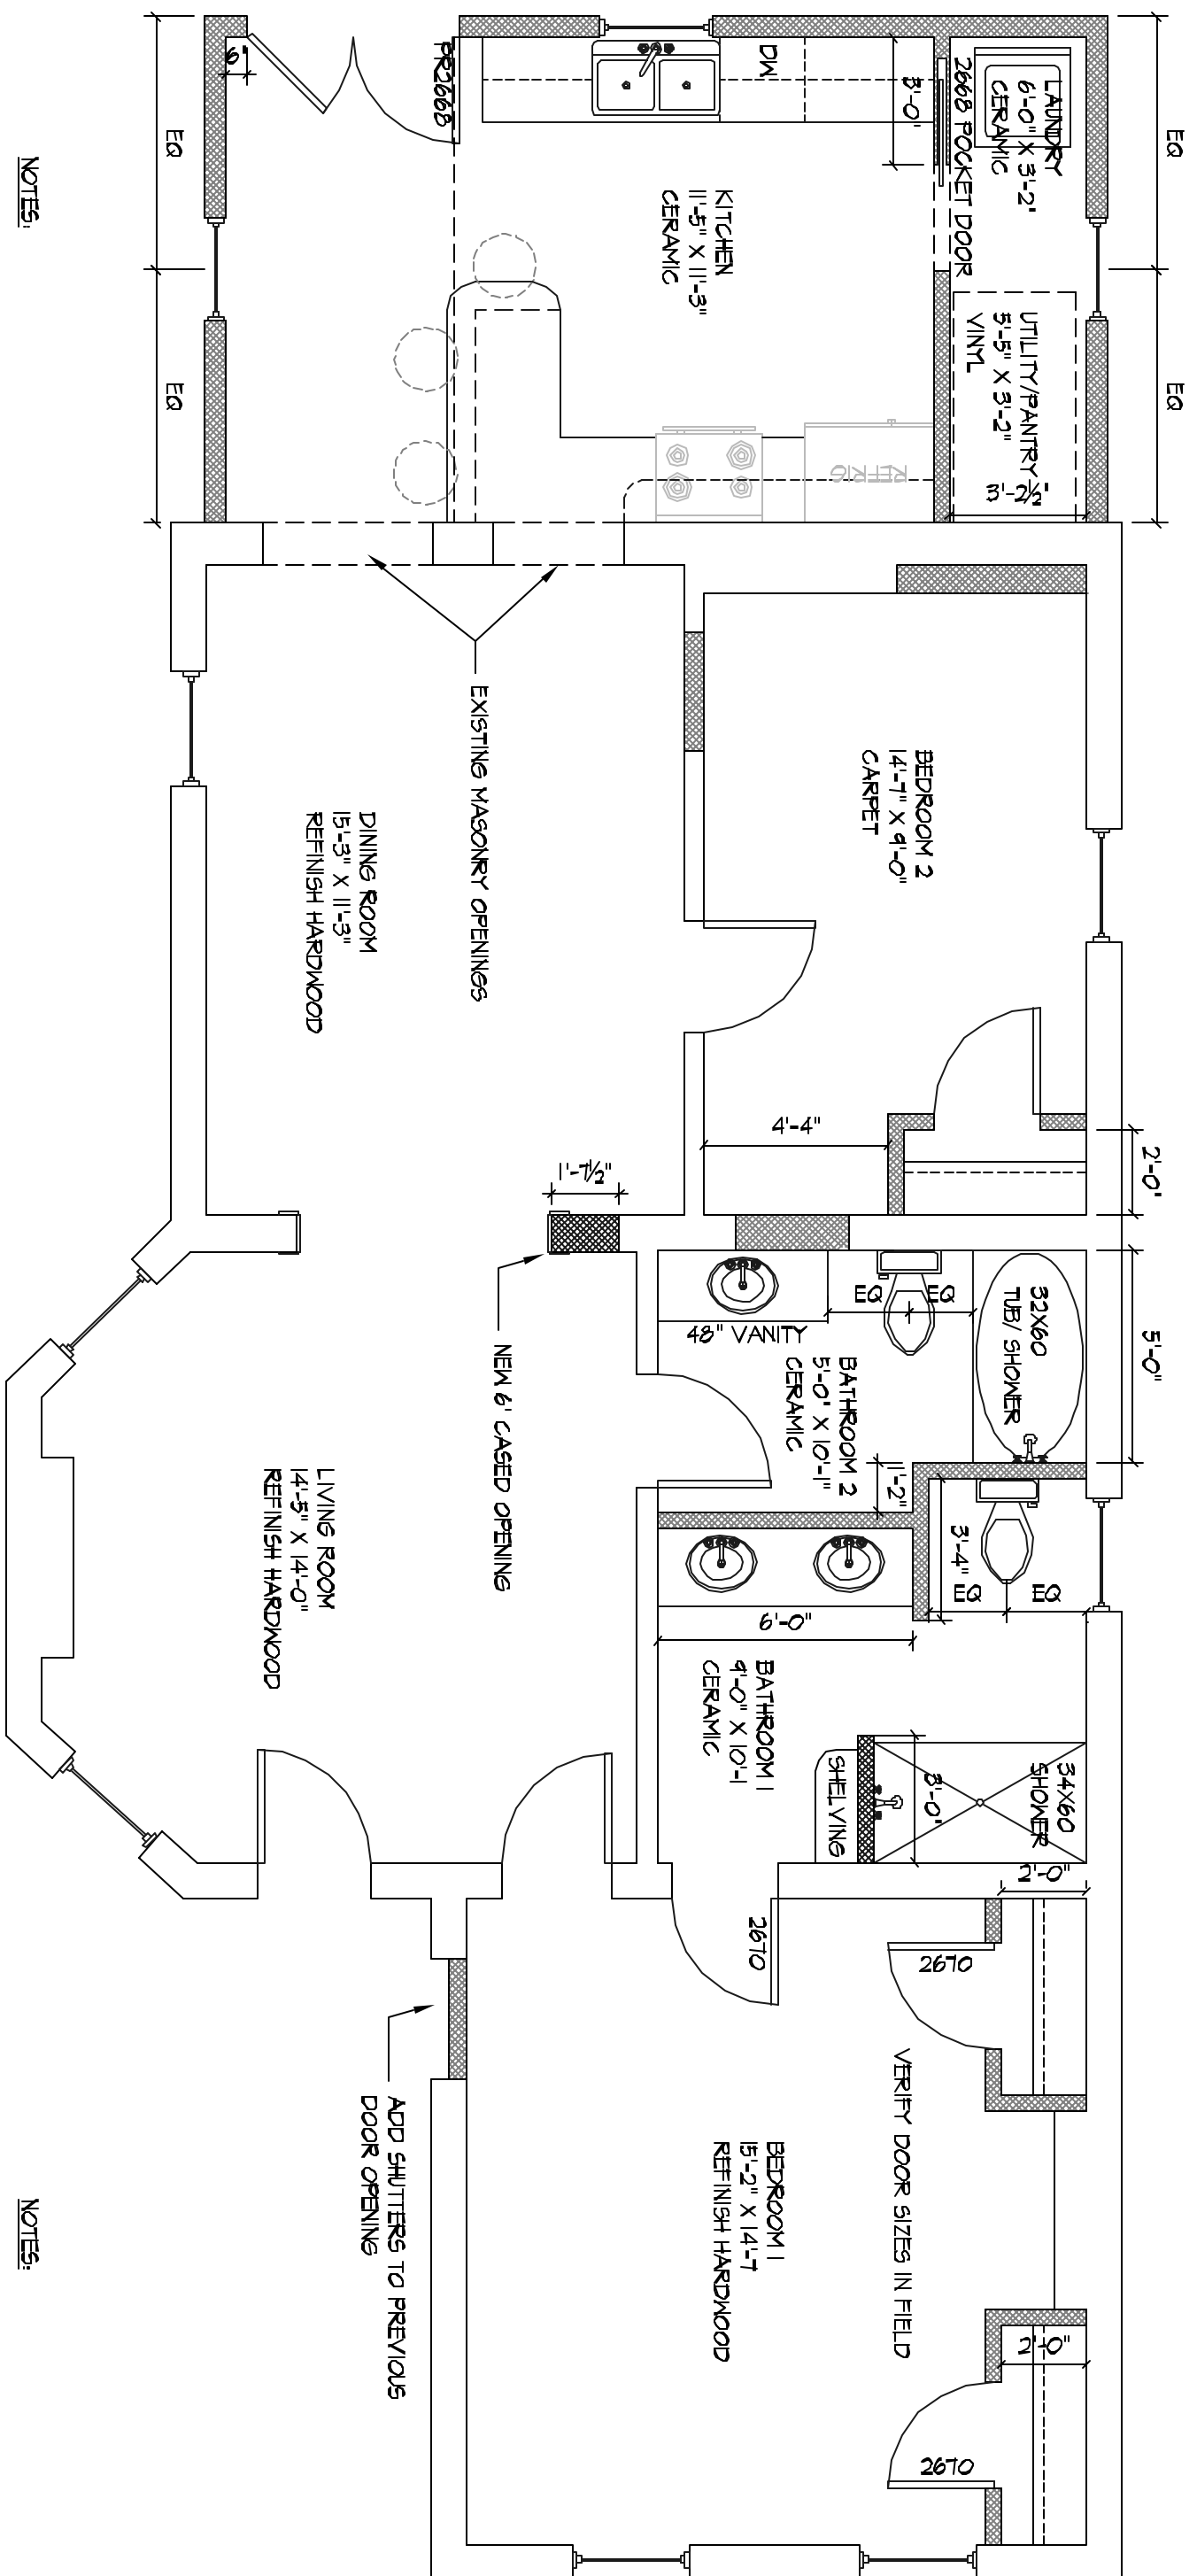 EQ
EQ
LAUNDRY
6'-0" X 3'-2"
CERAMIC
2668 POCKET DOOR
UTILITY/PANTRY
5'-5" X 3'-2"
VINYL
3'-2½"
3'-0"
DW
KITCHEN
11'-5" X 11'-3"
CERAMIC
REFRG
PR2668
6"
EQ
EQ
NOTES:
BEDROOM 2
14'-7" X 9'-0"
CARPET
EXISTING MASONRY OPENINGS
DINING ROOM
15'-3" X 11'-3"
REFINISH HARDWOOD
4'-4"
2'-0"
1'-7½"
NEW 6' CASED OPENING
5'-0"
32X60
TUB/ SHOWER
EQ
EQ
48" VANITY
BATHROOM 2
5'-0" X 10'-1"
CERAMIC
1'-2"
3'-4"
EQ
EQ
6'-0"
LIVING ROOM
14'-5" X 14'-0"
REFINISH HARDWOOD
BATHROOM 1
9'-0" X 10'-1
CERAMIC
34X60
SHOWER
3'-0"
SHELVING
2'-0"
2670
2670
VERIFY DOOR SIZES IN FIELD
BEDROOM 1
15'-2" X 14'-7
REFINISH HARDWOOD
ADD SHUTTERS TO PREVIOUS
DOOR OPENING
2'-0"
2670
NOTES: